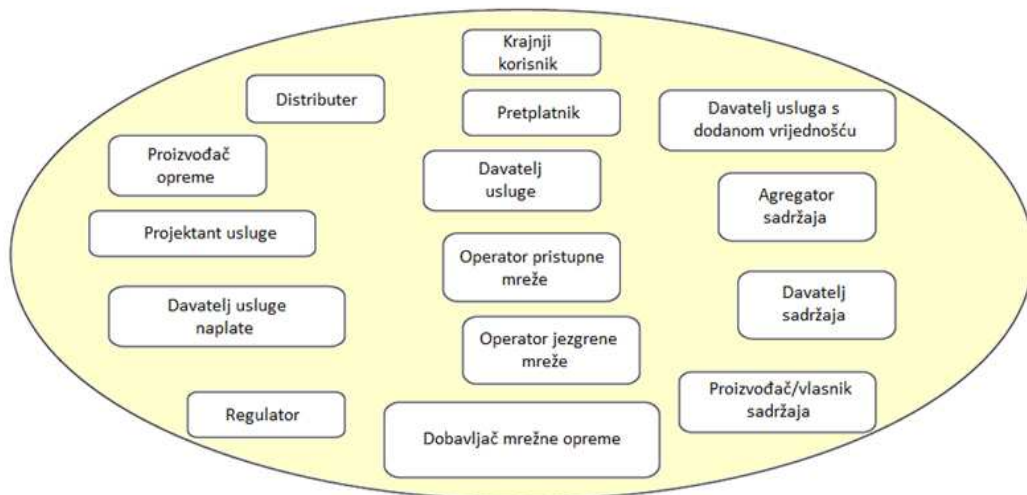 Krajnji
korisnik
Distributer
Pretplatnik
Davatelj usluga s
dodanom vrijednošću
Proizvođač
opreme
Davatelj
usluge
Agregator
sadržaja
Projektant usluge
Operator pristupne
mreže
Davatelj usluge
naplate
Davatelj
sadržaja
Operator jezgrene
mreže
Regulator
Proizvođač/vlasnik
sadržaja
Dobavljač mrežne opreme